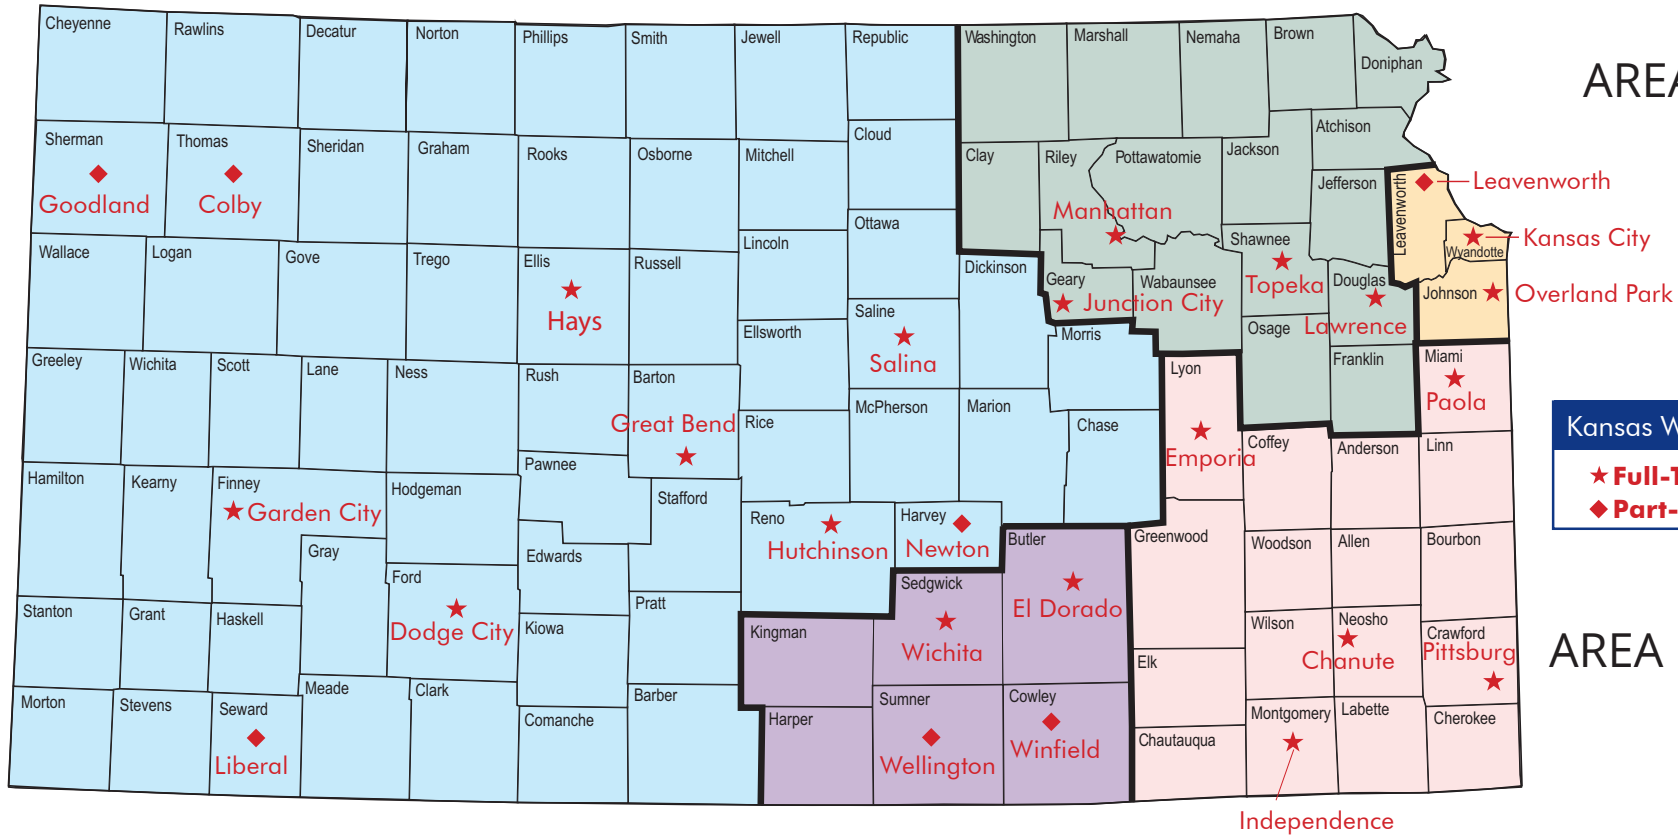 Cheyenne
Rawlins
Decatur
Norton
Phillips
Smith
Jewell
Republic
Washington
Marshall
Nemaha
Brown
Doniphan
AREA
Sherman
Goodland
Thomas
Colby
Sheridan
Graham
Rooks
Osborne
Mitchell
Cloud
Clay
Riley
Manhattan
Pottawatomie
Jackson
Atchison
Jefferson
Leavenworth
Leavenworth
Wyandotte
Kansas City
Wallace
Logan
Gove
Trego
Ellis
Hays
Russell
Lincoln
Ottawa
Dickinson
Geary
Junction City
Wabaunsee
Shawnee
Topeka
Douglas
Lawrence
Johnson
Overland Park
Ellsworth
Saline
Salina
Morris
Osage
Franklin
Miami
Paola
Greeley
Wichita
Scott
Lane
Ness
Rush
Barton
Great Bend
Rice
McPherson
Marion
Chase
Lyon
Emporia
Coffey
Anderson
Linn
Kansas W
Full-T
Part-
Hamilton
Kearny
Finney
Garden City
Hodgeman
Pawnee
Stafford
Reno
Hutchinson
Harvey
Newton
Butler
El Dorado
Greenwood
Woodson
Allen
Bourbon
Gray
Ford
Dodge City
Edwards
Pratt
Sedgwick
Wichita
Stanton
Grant
Haskell
Kiowa
Kingman
Elk
Wilson
Neosho
Chanute
Crawford
Pittsburg
AREA
Morton
Stevens
Seward
Liberal
Meade
Clark
Comanche
Barber
Harper
Sumner
Wellington
Cowley
Winfield
Chautauqua
Montgomery
Labette
Cherokee
Independence